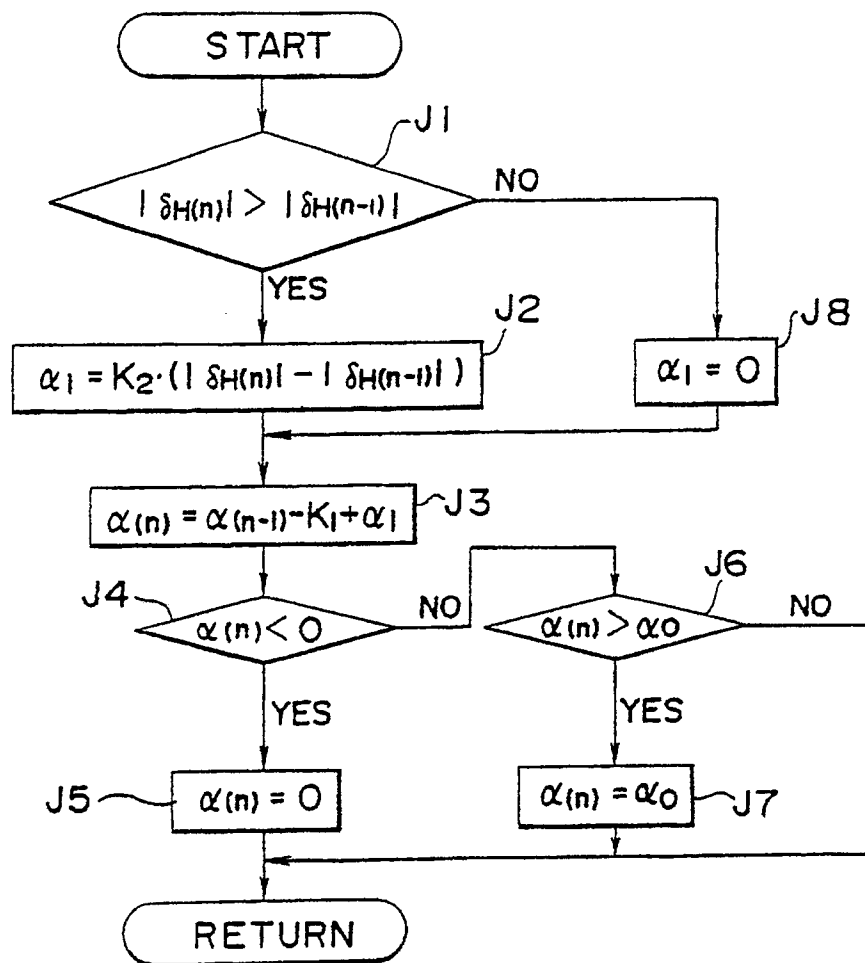 START
J1
| δH(n)| > | δH(n-1)|
NO
YES
J2
J8
α1 = K2·(| δH(n)| - | δH(n-1)| )
α1 = 0
α(n) = α(n-1)-K1+α1
J3
J4
α(n) < 0
NO
J6
α(n) > α0
NO
YES
YES
J5
α(n) = 0
α(n) = α0
J7
RETURN